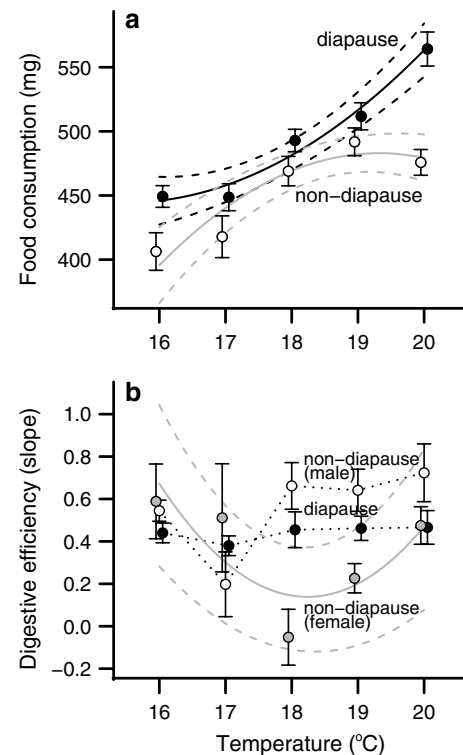 a
diapause
non−diapause
Food consumption (mg)
550
500
450
400
16 17 18 19 20
b
non−diapause
(male)
diapause
non−diapause
(female)
Digestive efficiency (slope)
1.0
0.8
0.6
0.4
0.2
0.0
−0.2
16 17 18 19 20
Temperature (°C)